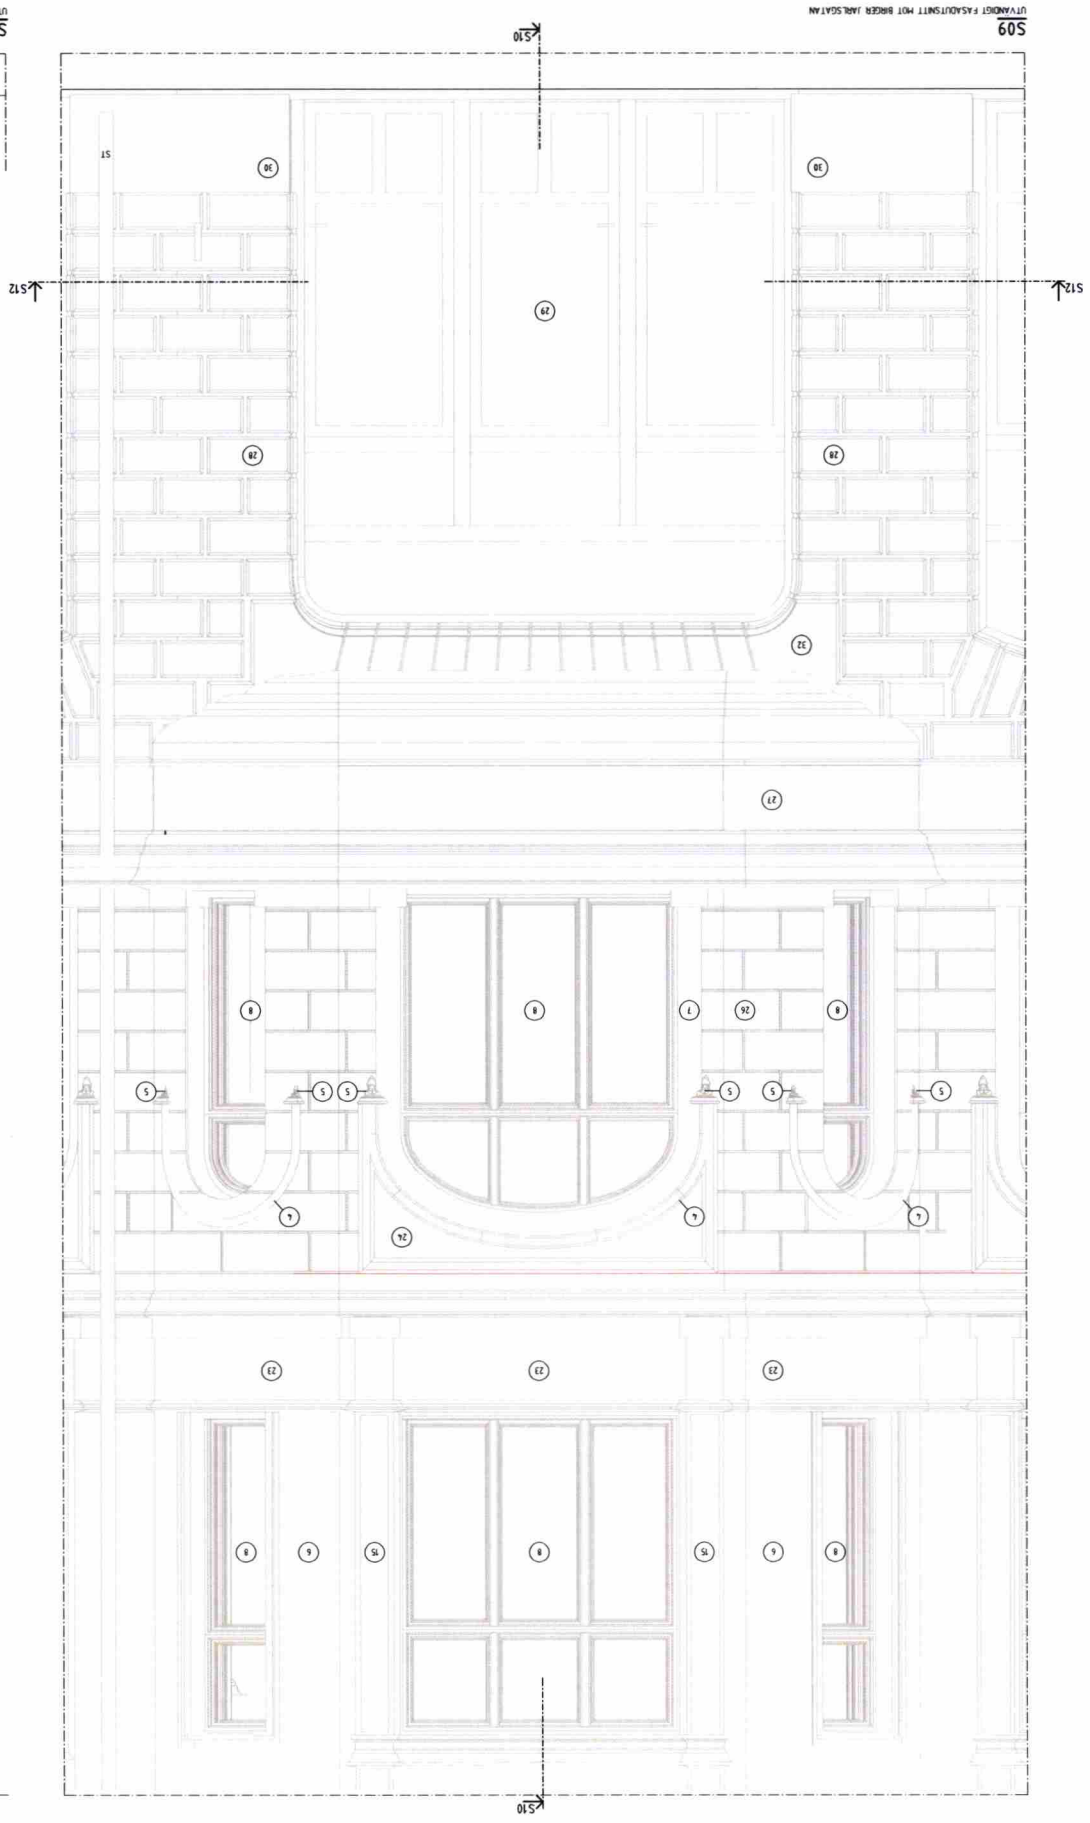 S10
8 9 15 8 15 9 8
23 23 23
24
4 4 4
5 5 5 5 5 5
8 26 7 8 8
27
32
28 28
29
S12 S12
30 30
ST
S10
S09
UTVÄNDIGT FASADUTSNITT MOT BIRGER JARLSGATAN